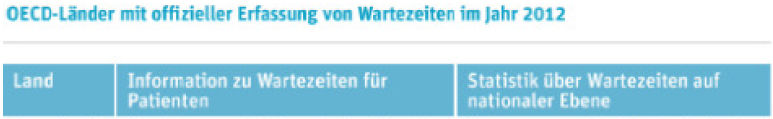 OECD-Länder mit offizieller Erfassung von Wartezeiten im Jahr 2012
Land
Information zu Wartezeiten für
Patienten
Statistik über Wartezeiten auf
nationaler Ebene